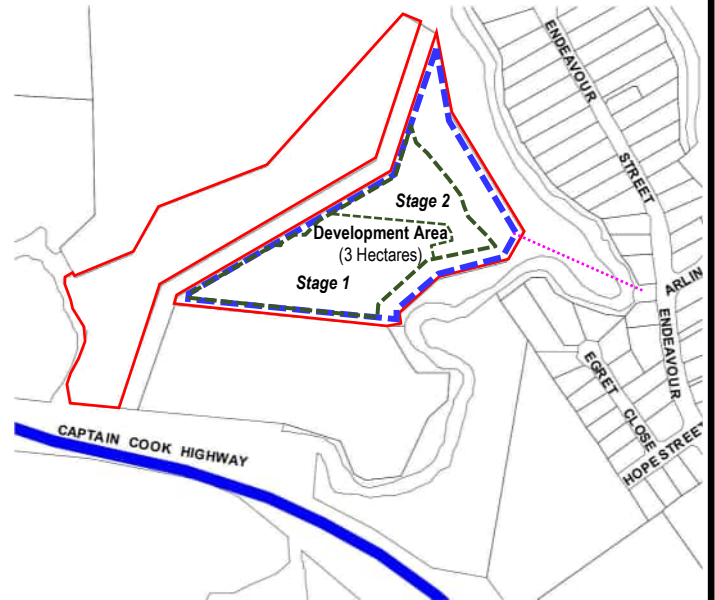 ENDEAVOUR
STREET
Stage 2
Development Area
(3 Hectares)
Stage 1
ARLIN
ENDEAVOUR
EGRET
CLOSE
HOPE STREET
CAPTAIN COOK HIGHWAY